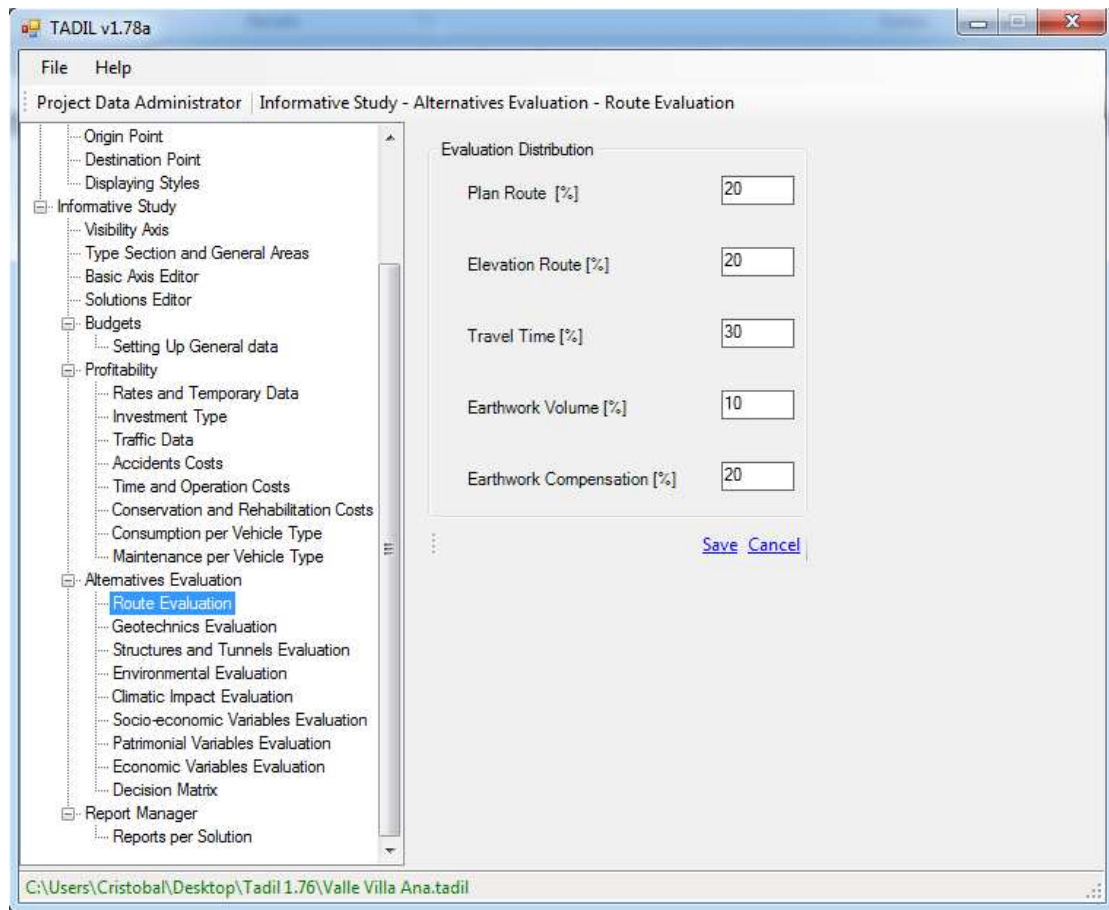 TADIL v1.78a
File Help
Project Data Administrator Informative Study - Alternatives Evaluation - Route Evaluation
Origin Point
Destination Point
Displaying Styles
Informative Study
Visibility Axis
Type Section and General Areas
Basic Axis Editor
Solutions Editor
Budgets
Setting Up General data
Profitability
Rates and Temporary Data
Investment Type
Traffic Data
Accidents Costs
Time and Operation Costs
Conservation and Rehabilitation Costs
Consumption per Vehicle Type
Maintenance per Vehicle Type
Alternatives Evaluation
Route Evaluation
Geotechnics Evaluation
Structures and Tunnels Evaluation
Environmental Evaluation
Climatic Impact Evaluation
Socio-economic Variables Evaluation
Patrimonial Variables Evaluation
Economic Variables Evaluation
Decision Matrix
Report Manager
Reports per Solution
Evaluation Distribution
Plan Route [%] 20
Elevation Route [%] 20
Travel Time [%] 30
Earthwork Volume [%] 10
Earthwork Compensation [%] 20
Save Cancel
C:\Users\Cristobal\Desktop\Tadil 1.76\Valle Villa Ana.tadil